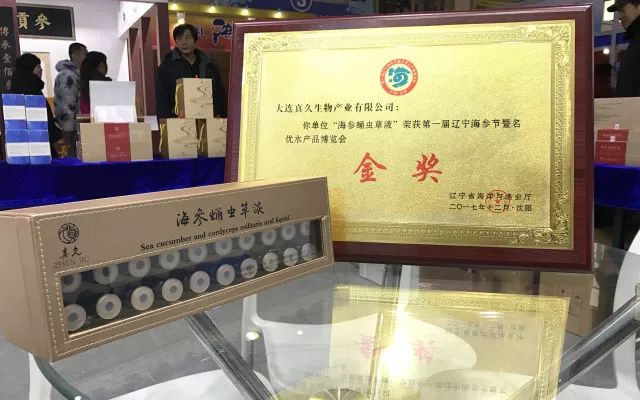 大连真久生物产业有限公司：
你单位“海参蛹虫草液”荣获第一届辽宁海参节暨名
优水产品博览会
金奖
辽宁省海洋与渔业厅
二〇一七年十二月·沈阳
海
海参蛹虫草液
Sea cucumber and cordyceps militaris oral liquid
真久
ZHEN JIU